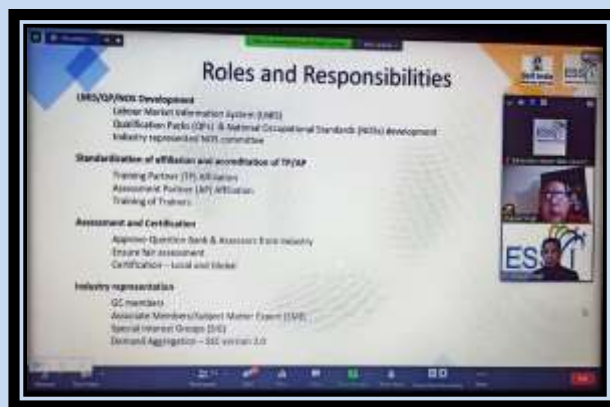 Roles and Responsibilities
LMIS/QP/NOS Development
Labour Market Information System (LMIS)
Qualification Packs (QPs) & National Occupational Standards (NOSs) development
Industry represented NOS committee
Standardization of affiliation and accreditation of TP/AP
Training Partner (TP) Affiliation
Assessment Partner (AP) Affiliation
Training of Trainers
Assessment and Certification
Approve Question Bank & Assessors from Industry
Ensure fair assessment
Certification – Local and Global
Industry representation
GC members
Associate Members/Subject Matter Expert (SME)
Special Interest Groups (SIG)
Demand Aggregation – SSC version 2.0
Skill India
ESSCI